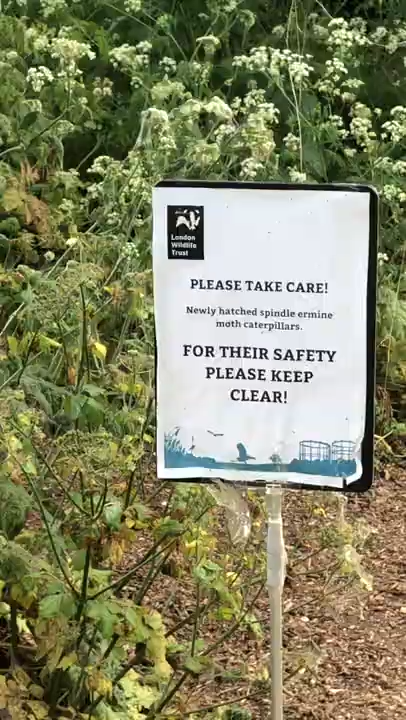 London
Wildlife
Trust
PLEASE TAKE CARE!
Newly hatched spindle ermine
moth caterpillars.
FOR THEIR SAFETY
PLEASE KEEP
CLEAR!